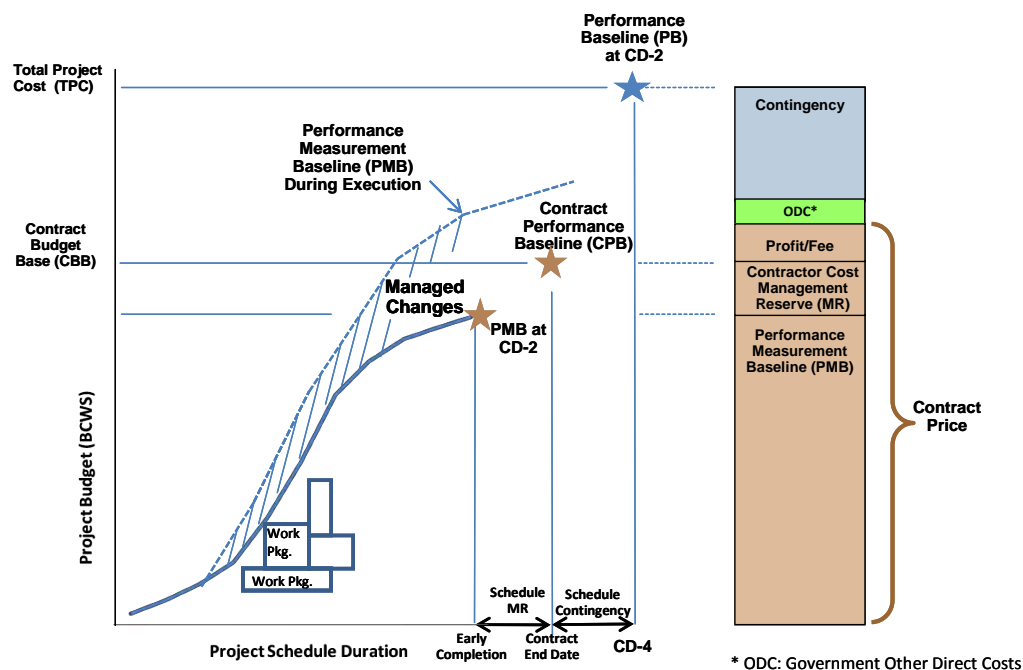 Performance
Baseline (PB)
at CD-2
Total Project
Cost (TPC)
Contingency
Performance
Measurement
Baseline (PMB)
During Execution
ODC*
Contract
Performance
Baseline (CPB)
Contract
Budget
Base (CBB)
Profit/Fee
Contractor Cost
Management
Reserve (MR)
Managed
Changes
PMB at
CD-2
Performance
Measurement
Baseline (PMB)
Contract
Price
Project Budget (BCWS)
Work
Pkg.
Work Pkg.
Schedule
MR
Schedule
Contingency
Project Schedule Duration
Early
Completion
Contract
End Date
CD-4
* ODC: Government Other Direct Costs